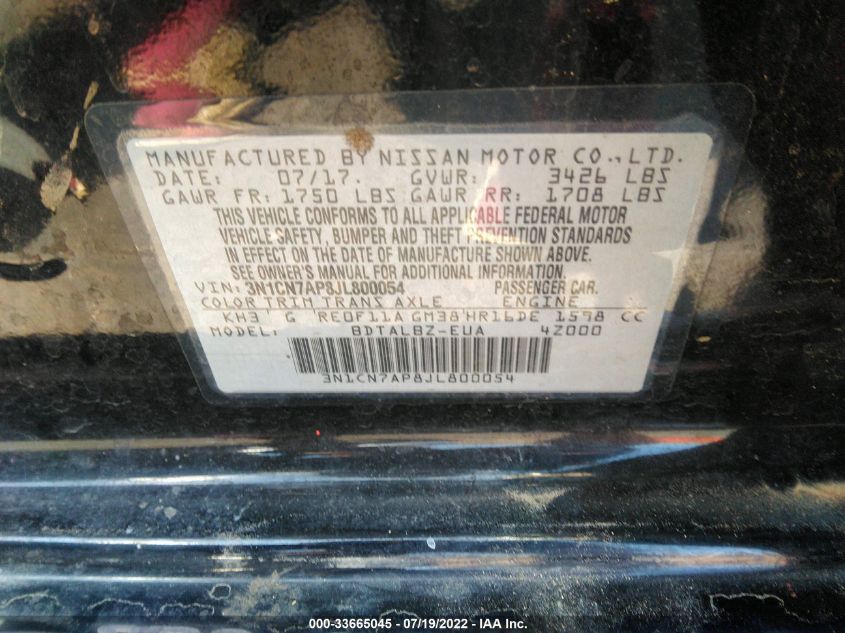 MANUFACTURED BY NISSAN MOTOR CO.,LTD.
DATE: 07/17. GVWR: 3426 LBS
GAWR FR: 1750 LBS GAWR RR: 1708 LBS
THIS VEHICLE CONFORMS TO ALL APPLICABLE FEDERAL MOTOR
VEHICLE SAFETY, BUMPER AND THEFT PREVENTION STANDARDS
IN EFFECT ON THE DATE OF MANUFACTURE SHOWN ABOVE.
SEE OWNER'S MANUAL FOR ADDITIONAL INFORMATION.
VIN: 3N1CN7AP8JL800054 PASSENGER CAR.
COLOR TRIM TRANS AXLE ENGINE
KH3 G RE0F11A GM38 HR16DE 1598 CC
MODEL: BDTALBZ-EUA 4Z000
3N1CN7AP8JL800054
000-33665045 - 07/19/2022 - IAA Inc.